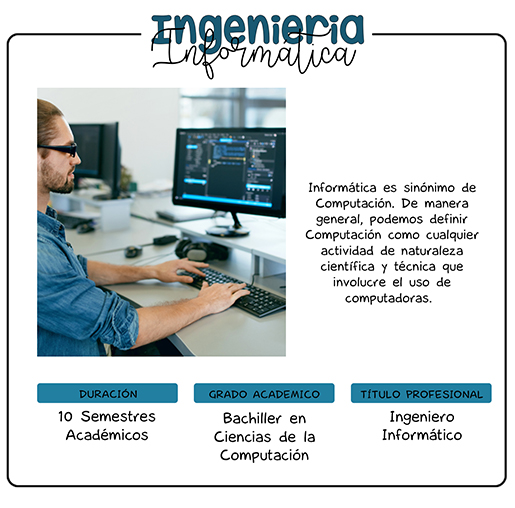 Ingenieria
Informatica
Informática es sinónimo de
Computación. De manera
general, podemos definir
Computación como cualquier
actividad de naturaleza
científica y técnica que
involucre el uso de
computadoras.
DURACIÓN
10 Semestres
Académicos
GRADO ACADEMICO
Bachiller en
Ciencias de la
Computación
TÍTULO PROFESIONAL
Ingeniero
Informático